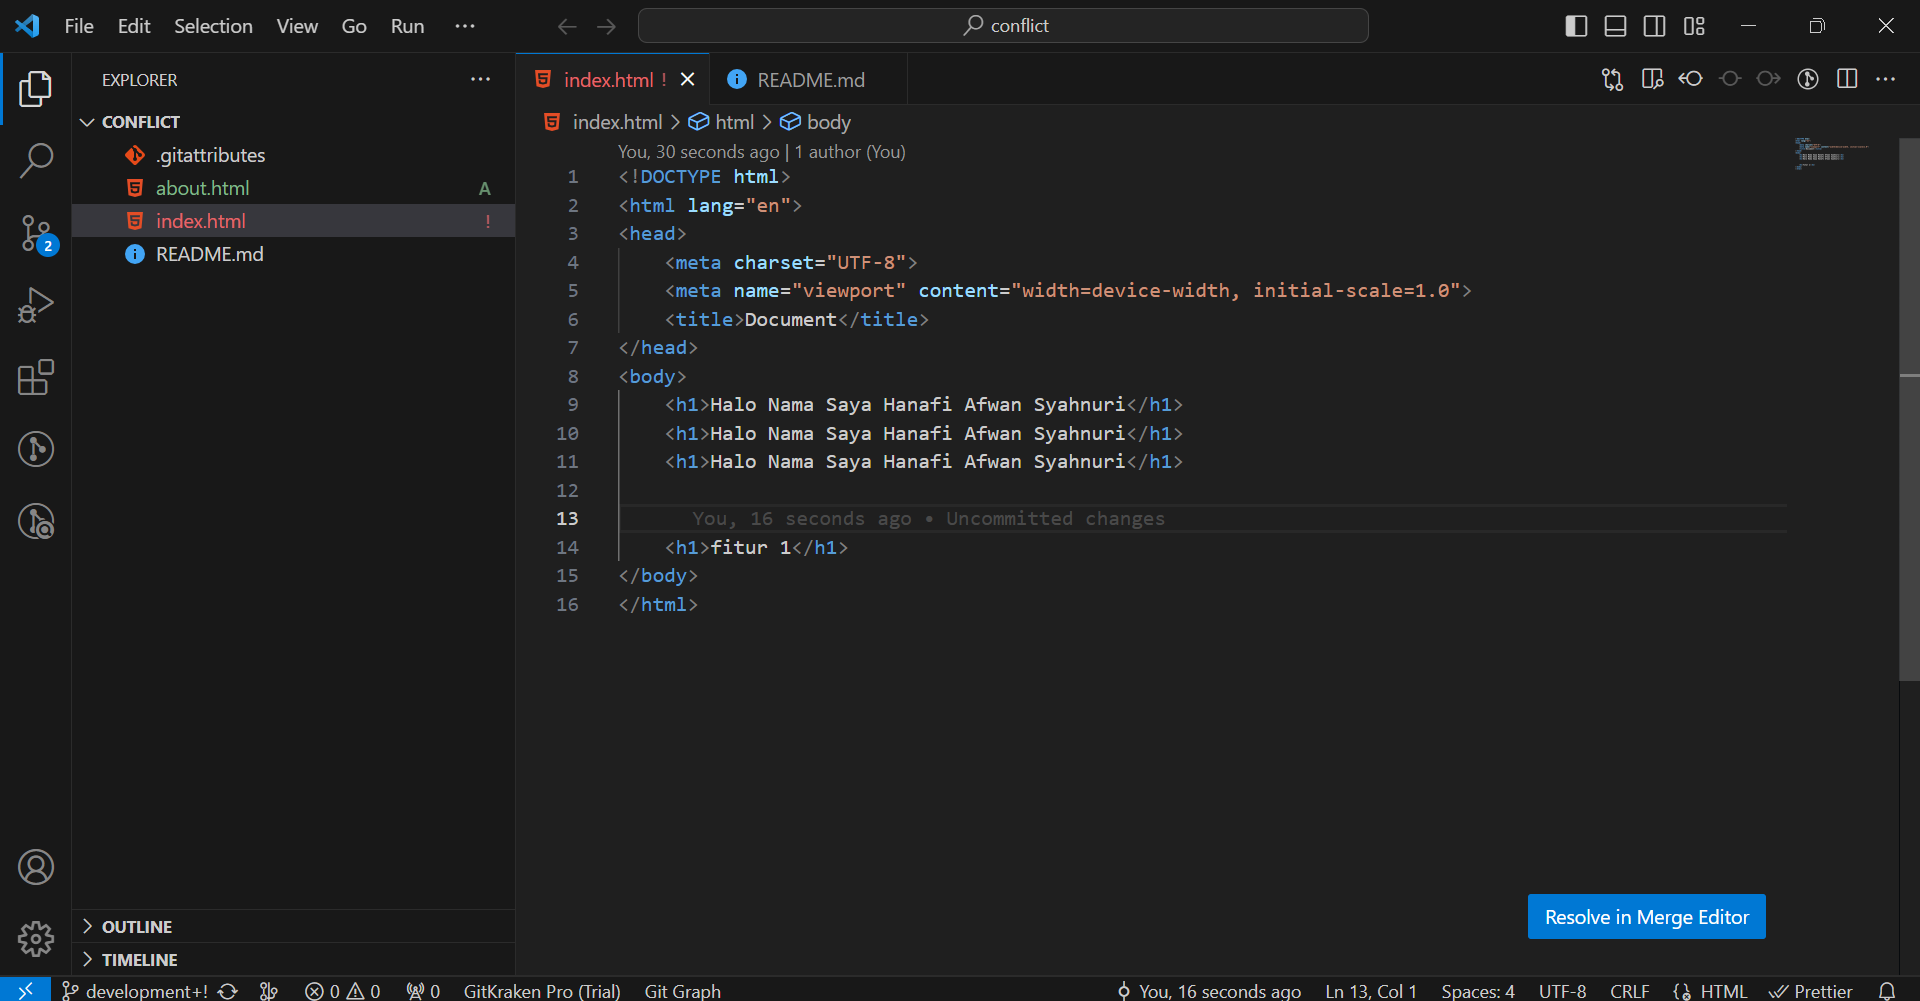 File Edit Selection View Go Run ···
conflict
EXPLORER
CONFLICT
.gitattributes
about.html A
index.html !
README.md
OUTLINE
TIMELINE
2
index.html !
README.md
index.html > html > body
You, 30 seconds ago | 1 author (You)
1 <!DOCTYPE html>
2 <html lang="en">
3 <head>
4 <meta charset="UTF-8">
5 <meta name="viewport" content="width=device-width, initial-scale=1.0">
6 <title>Document</title>
7 </head>
8 <body>
9 <h1>Halo Nama Saya Hanafi Afwan Syahnuri</h1>
10 <h1>Halo Nama Saya Hanafi Afwan Syahnuri</h1>
11 <h1>Halo Nama Saya Hanafi Afwan Syahnuri</h1>
12
13 You, 16 seconds ago • Uncommitted changes
14 <h1>fitur 1</h1>
15 </body>
16 </html>
Resolve in Merge Editor
development+! 0 0 0 GitKraken Pro (Trial) Git Graph You, 16 seconds ago Ln 13, Col 1 Spaces: 4 UTF-8 CRLF HTML Prettier